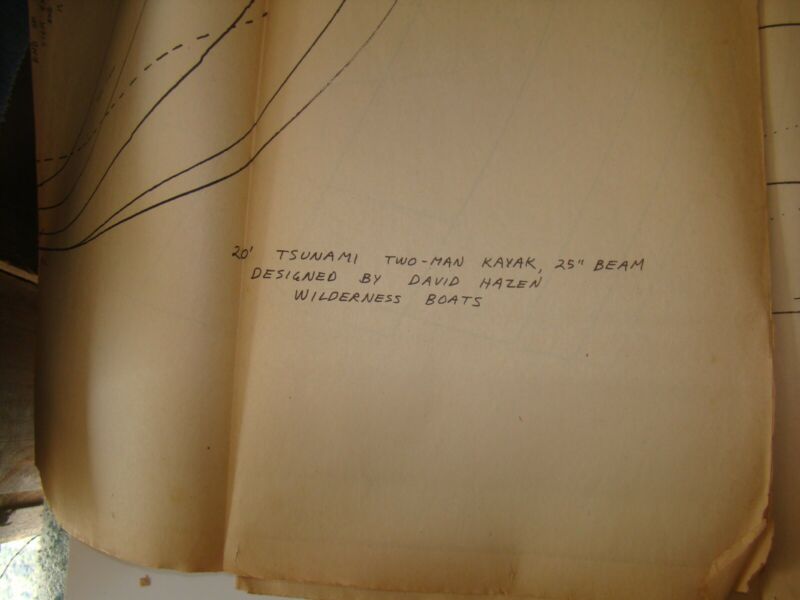 20' TSUNAMI TWO-MAN KAYAK, 25" BEAM
DESIGNED BY DAVID HAZEN
WILDERNESS BOATS